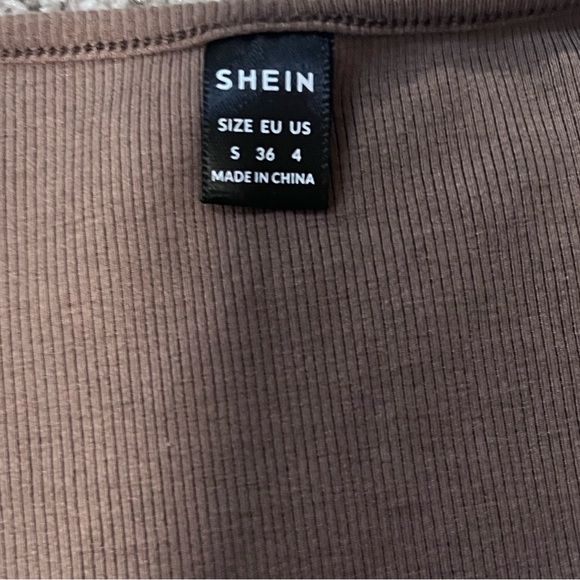 SHEIN
SIZE EU US
S 36 4
MADE IN CHINA